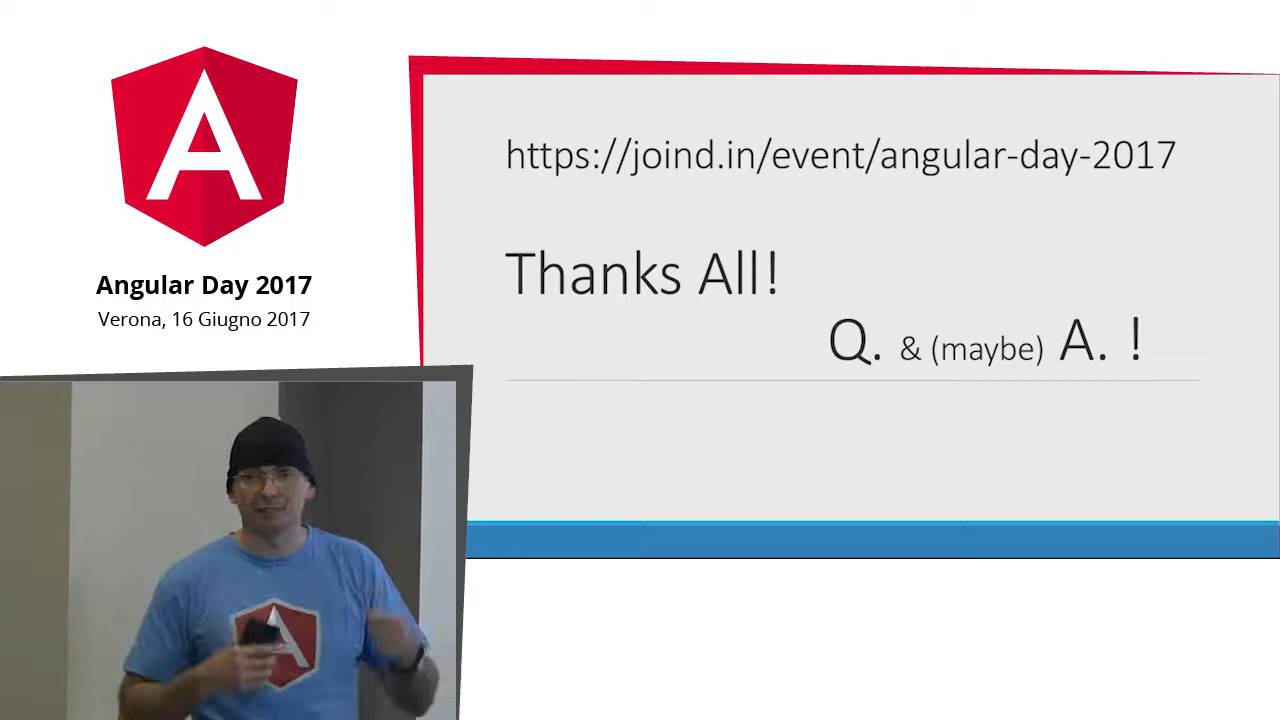 Angular Day 2017
Verona, 16 Giugno 2017
https://joind.in/event/angular-day-2017
Thanks All!
Q. & (maybe) A. !